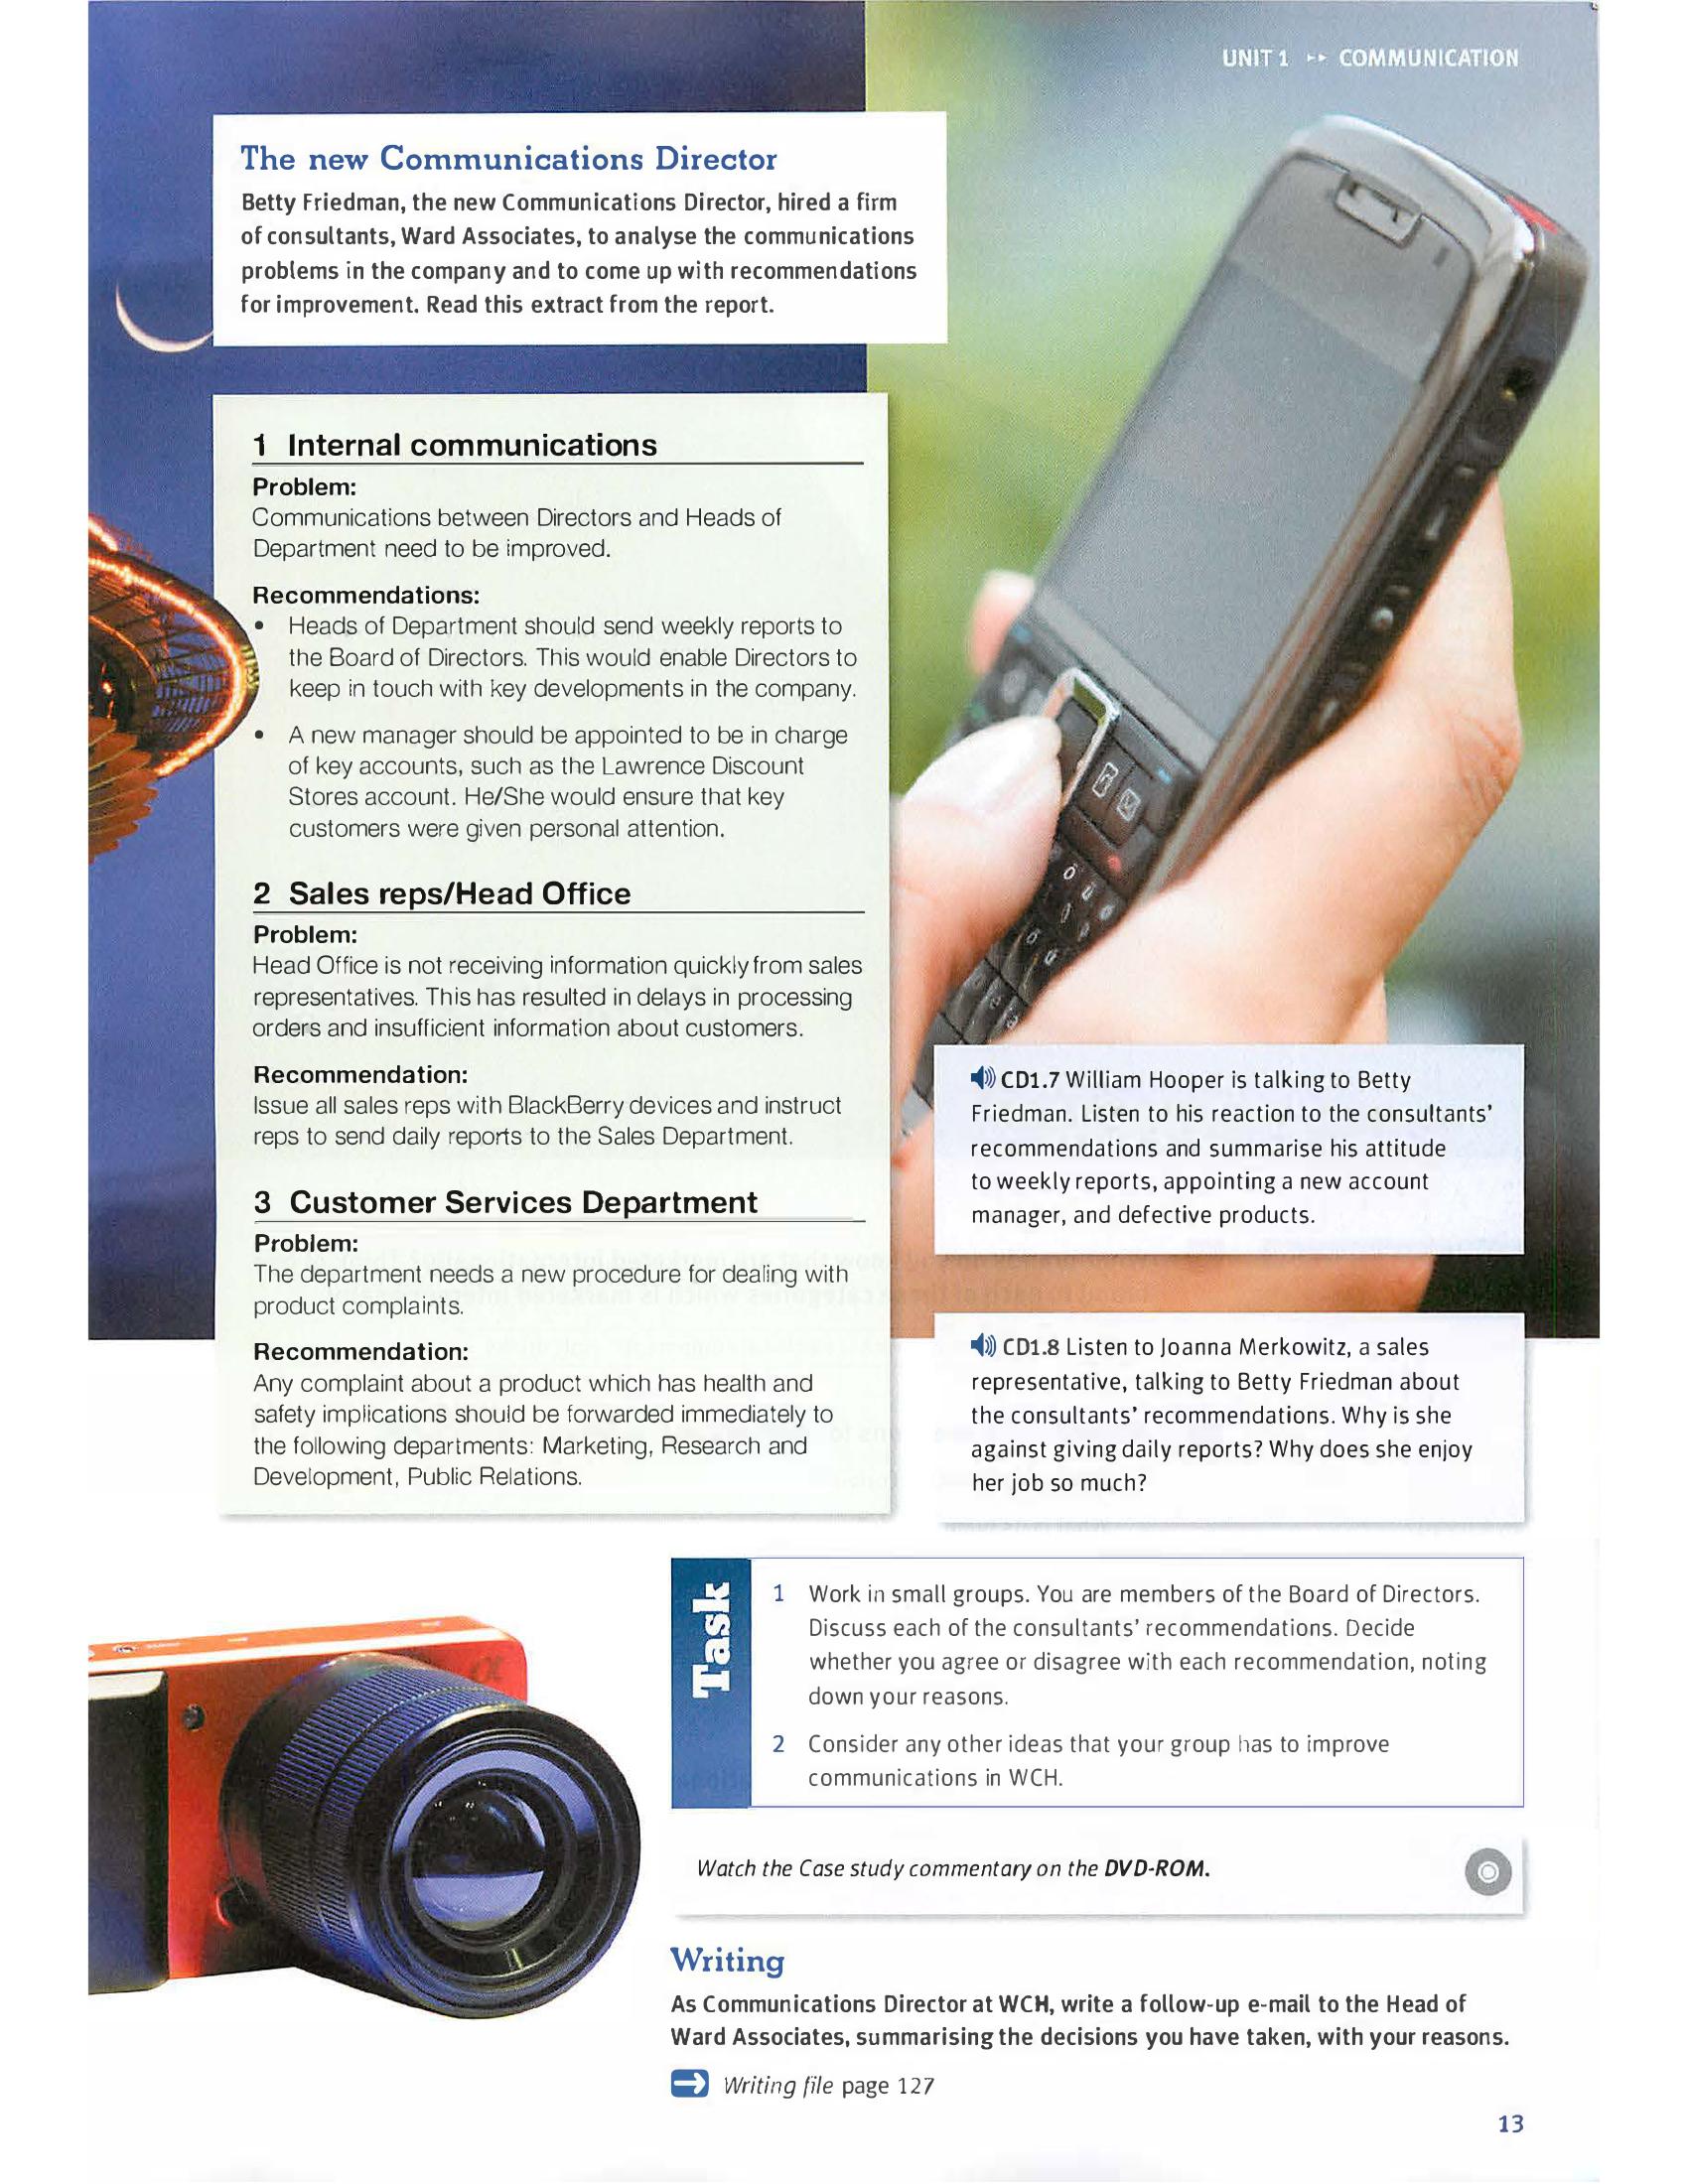 UNIT 1 ▸▸ COMMUNICATION
The new Communications Director
Betty Friedman, the new Communications Director, hired a firm
of consultants, Ward Associates, to analyse the communications
problems in the company and to come up with recommendations
for improvement. Read this extract from the report.
1 Internal communications
Problem:
Communications between Directors and Heads of
Department need to be improved.
Recommendations:
• Heads of Department should send weekly reports to
the Board of Directors. This would enable Directors to
keep in touch with key developments in the company.
• A new manager should be appointed to be in charge
of key accounts, such as the Lawrence Discount
Stores account. He/She would ensure that key
customers were given personal attention.
2 Sales reps/Head Office
Problem:
Head Office is not receiving information quickly from sales
representatives. This has resulted in delays in processing
orders and insufficient information about customers.
Recommendation:
Issue all sales reps with BlackBerry devices and instruct
reps to send daily reports to the Sales Department.
3 Customer Services Department
Problem:
The department needs a new procedure for dealing with
product complaints.
Recommendation:
Any complaint about a product which has health and
safety implications should be forwarded immediately to
the following departments: Marketing, Research and
Development, Public Relations.
CD1.7 William Hooper is talking to Betty
Friedman. Listen to his reaction to the consultants'
recommendations and summarise his attitude
to weekly reports, appointing a new account
manager, and defective products.
CD1.8 Listen to Joanna Merkowitz, a sales
representative, talking to Betty Friedman about
the consultants' recommendations. Why is she
against giving daily reports? Why does she enjoy
her job so much?
Task
1 Work in small groups. You are members of the Board of Directors.
Discuss each of the consultants' recommendations. Decide
whether you agree or disagree with each recommendation, noting
down your reasons.
2 Consider any other ideas that your group has to improve
communications in WCH.
Watch the Case study commentary on the DVD-ROM.
Writing
As Communications Director at WCH, write a follow-up e-mail to the Head of
Ward Associates, summarising the decisions you have taken, with your reasons.
Writing file page 127
13